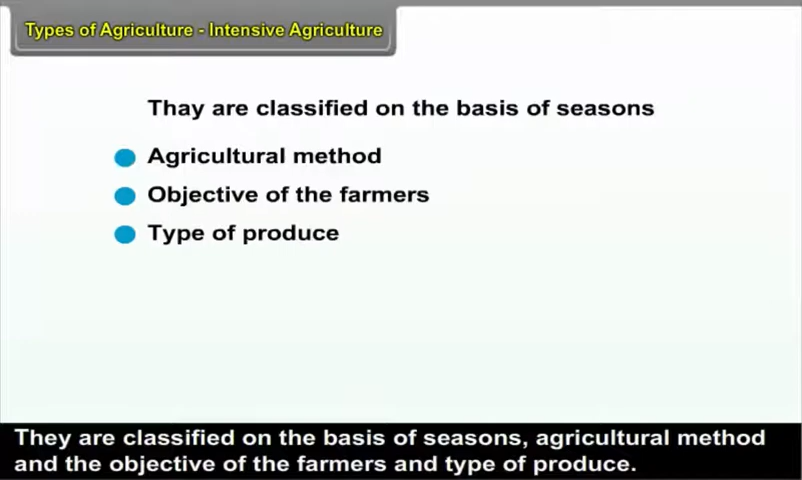 Types of Agriculture - Intensive Agriculture
Thay are classified on the basis of seasons
Agricultural method
Objective of the farmers
Type of produce
They are classified on the basis of seasons, agricultural method
and the objective of the farmers and type of produce.